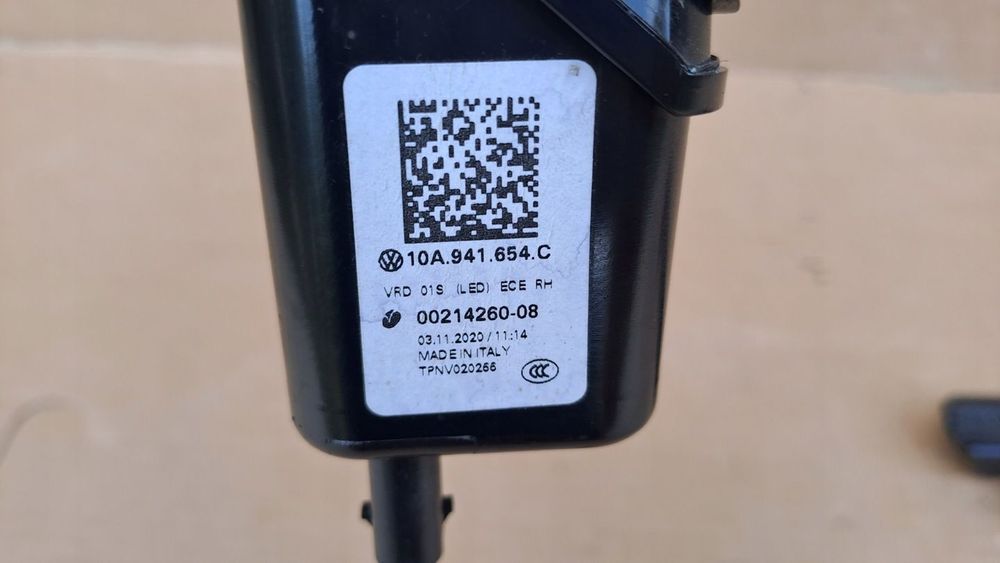 10A.941.654.C
VRD 01S (LED) ECE RH
00214260-08
03.11.2020 / 11:14
MADE IN ITALY
TPNV020266
CCC